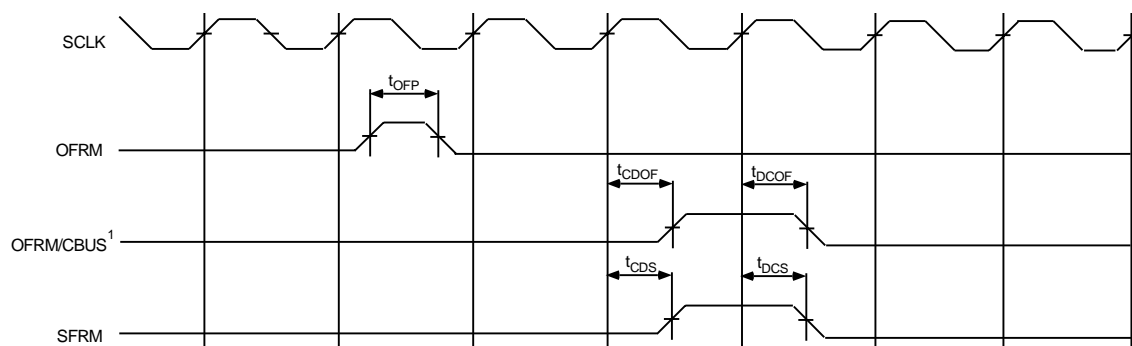 SCLK
tOFP
OFRM
tCDOF
tDCOF
OFRM/CBUS1
tCDS
tDCS
SFRM